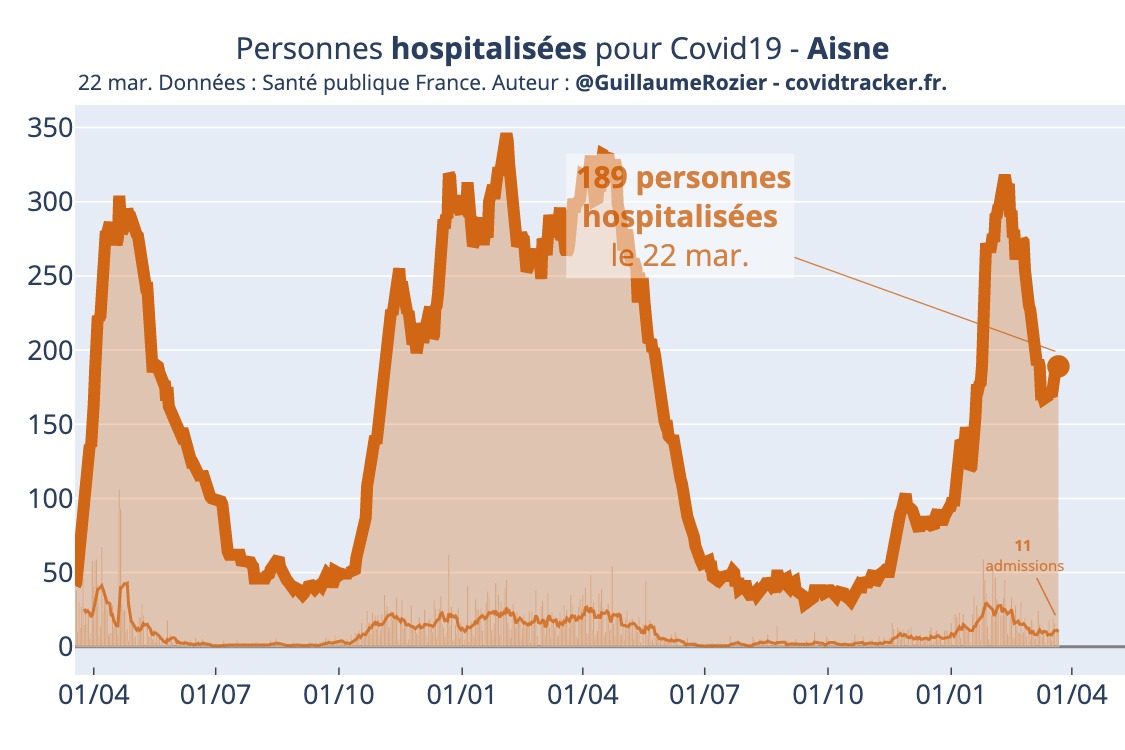 Personnes hospitalisées pour Covid19 - Aisne
22 mar. Données : Santé publique France. Auteur : @GuillaumeRozier - covidtracker.fr.
350
300
250
200
150
100
50
0
189 personnes
hospitalisées
le 22 mar.
11
admissions
01/04 01/07 01/10 01/01 01/04 01/07 01/10 01/01 01/04